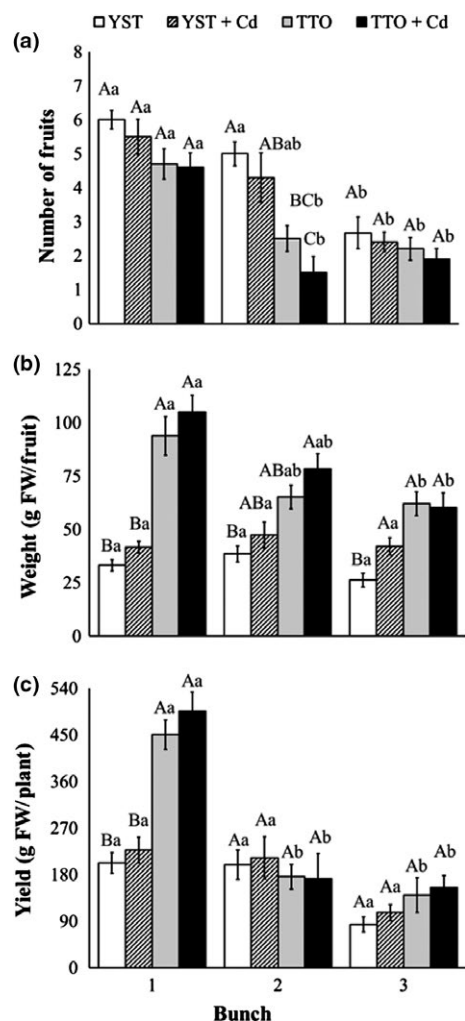 YST YST + Cd TTO TTO + Cd
(a)
Number of fruits
8
7
6
5
4
3
2
1
0
Aa Aa Aa Aa
Aa ABab BCb Cb
Ab Ab Ab Ab
(b)
Weight (g FW/fruit)
125
100
75
50
25
0
Ba Ba Aa Aa
Ba ABa ABab Aab
Ba Aa Ab Ab
(c)
Yield (g FW/plant)
540
450
360
270
180
90
0
Ba Ba Aa Aa
Aa Aa Ab Ab
Aa Aa Ab Ab
1 2 3
Bunch